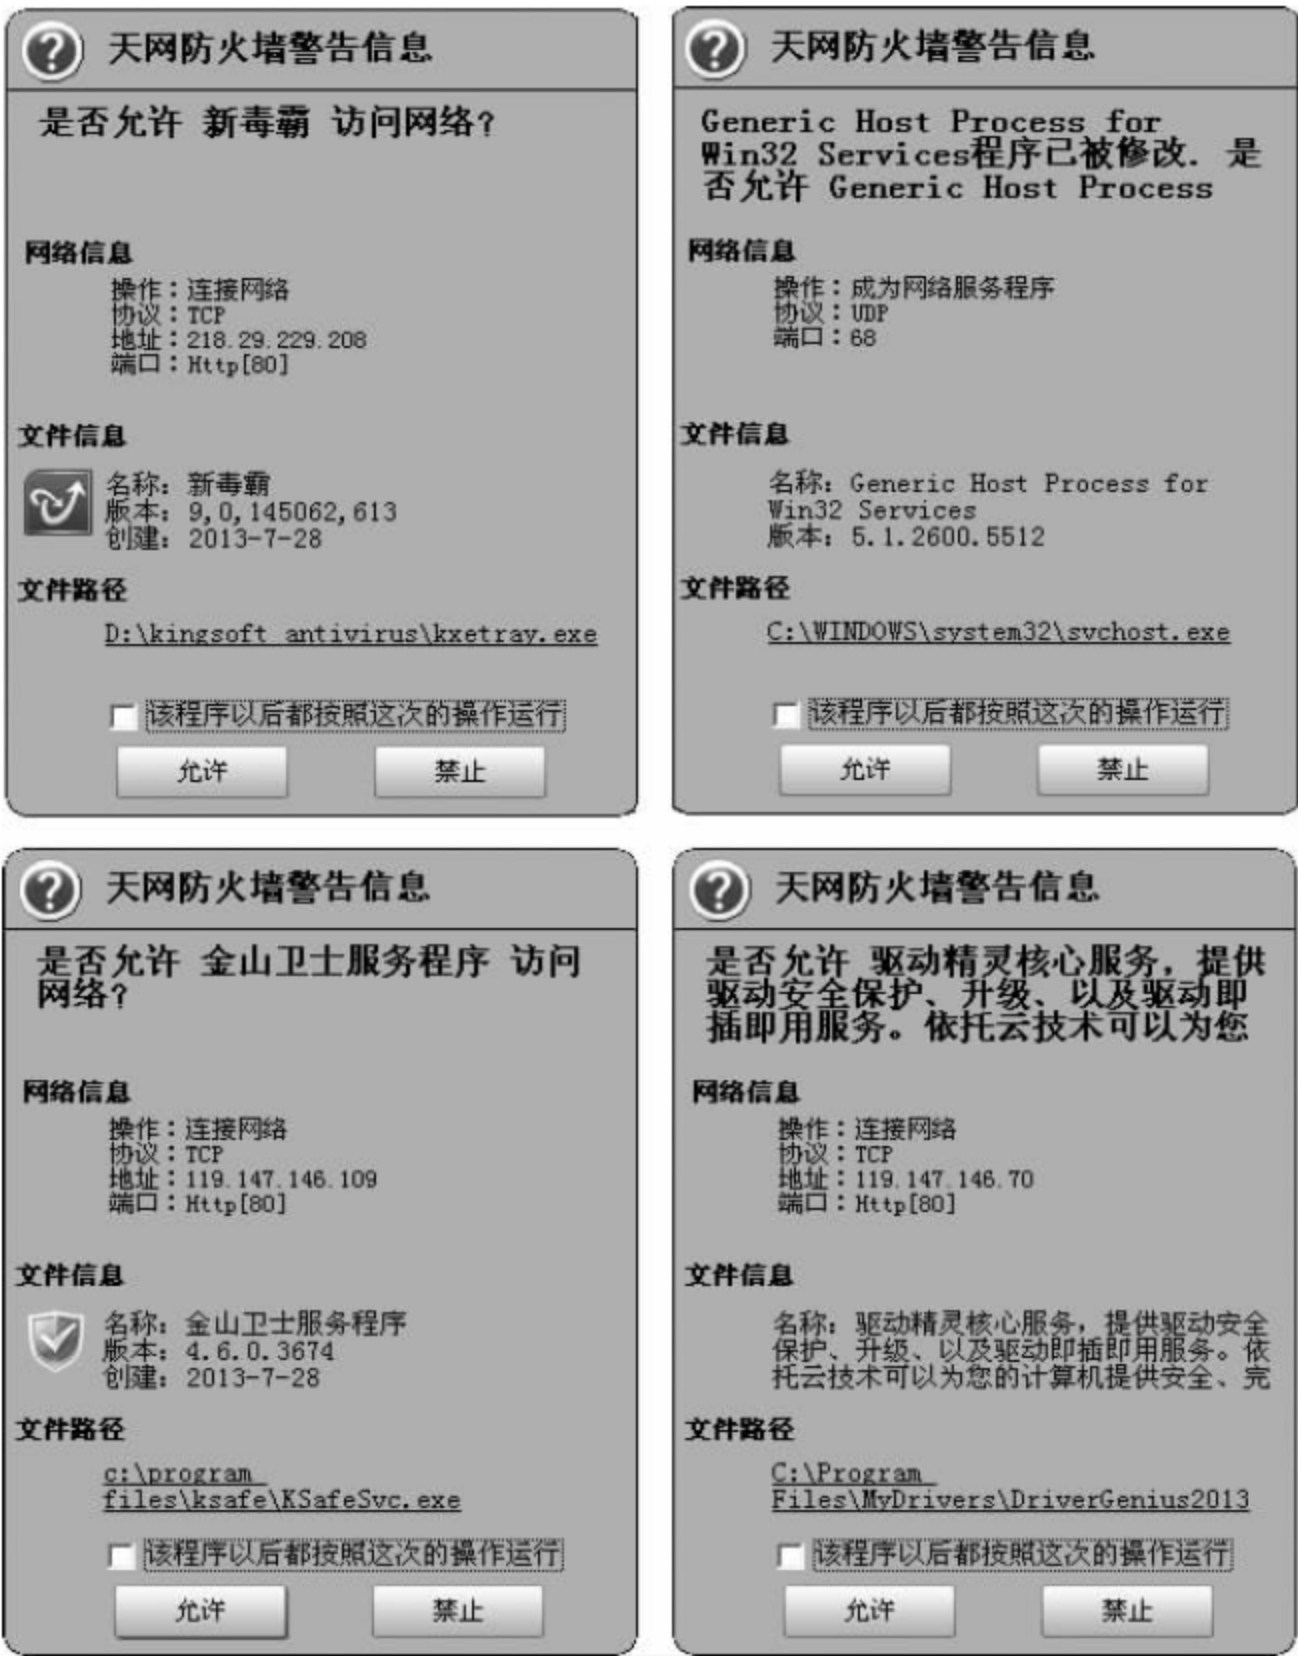 天网防火墙警告信息
是否允许 新毒霸 访问网络?
网络信息
操作：连接网络
协议：TCP
地址：218.29.229.208
端口：Http[80]
文件信息
名称: 新毒霸
版本: 9,0,145062,613
创建: 2013-7-28
文件路径
D:\kingsoft antivirus\kxetray.exe
该程序以后都按照这次的操作运行
允许
禁止
天网防火墙警告信息
Generic Host Process for
Win32 Services程序已被修改. 是
否允许 Generic Host Process
网络信息
操作：成为网络服务程序
协议：UDP
端口：68
文件信息
名称: Generic Host Process for
Win32 Services
版本: 5.1.2600.5512
文件路径
C:\WINDOWS\system32\svchost.exe
该程序以后都按照这次的操作运行
允许
禁止
天网防火墙警告信息
是否允许 金山卫士服务程序 访问
网络?
网络信息
操作：连接网络
协议：TCP
地址：119.147.146.109
端口：Http[80]
文件信息
名称: 金山卫士服务程序
版本: 4.6.0.3674
创建: 2013-7-28
文件路径
c:\program
files\ksafe\KSafeSvc.exe
该程序以后都按照这次的操作运行
允许
禁止
天网防火墙警告信息
是否允许 驱动精灵核心服务，提供
驱动安全保护、升级、以及驱动即
插即用服务。依托云技术可以为您
网络信息
操作：连接网络
协议：TCP
地址：119.147.146.70
端口：Http[80]
文件信息
名称: 驱动精灵核心服务，提供驱动安全
保护、升级、以及驱动即插即用服务。依
托云技术可以为您的计算机提供安全、完
文件路径
C:\Program
Files\MyDrivers\DriverGenius2013
该程序以后都按照这次的操作运行
允许
禁止